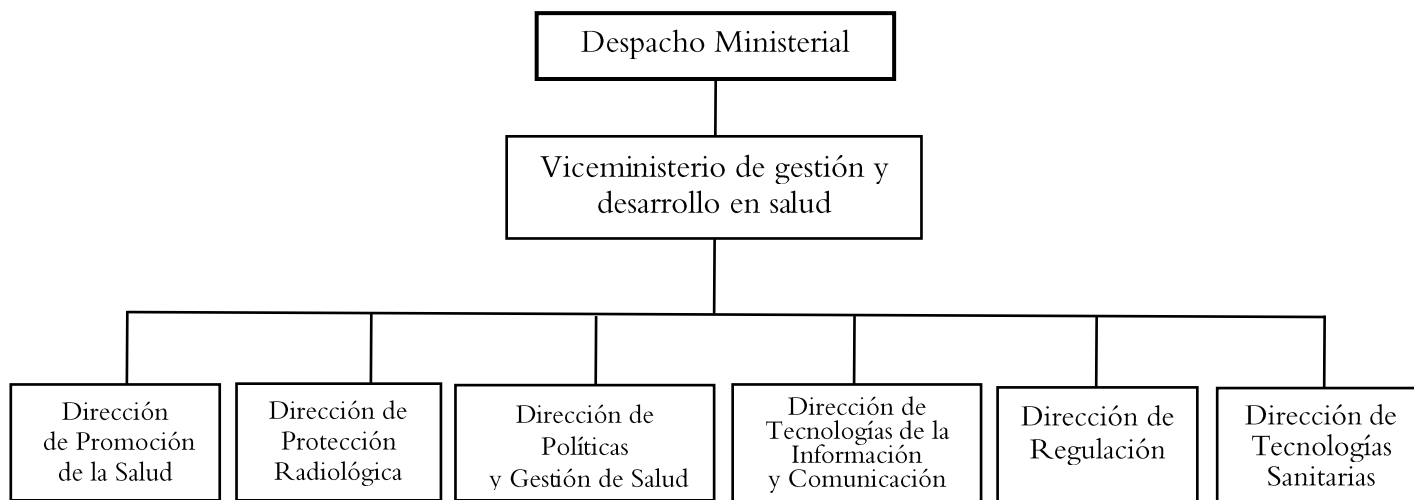 Despacho Ministerial
Viceministerio de gestión y
desarrollo en salud
Dirección
de Promoción
de la Salud
Dirección de
Protección
Radiológica
Dirección de
Políticas
y Gestión de Salud
Dirección de
Tecnologías de la
Información
y Comunicación
Dirección de
Regulación
Dirección de
Tecnologías
Sanitarias